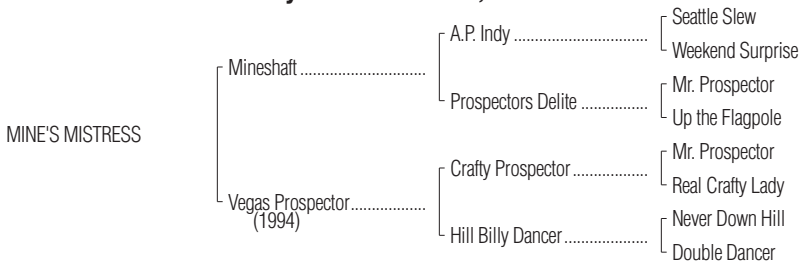 Seattle Slew
A.P. Indy
Weekend Surprise
Mineshaft
Mr. Prospector
Prospectors Delite
Up the Flagpole
MINE'S MISTRESS
Mr. Prospector
Crafty Prospector
Real Crafty Lady
Vegas Prospector
(1994)
Never Down Hill
Hill Billy Dancer
Double Dancer